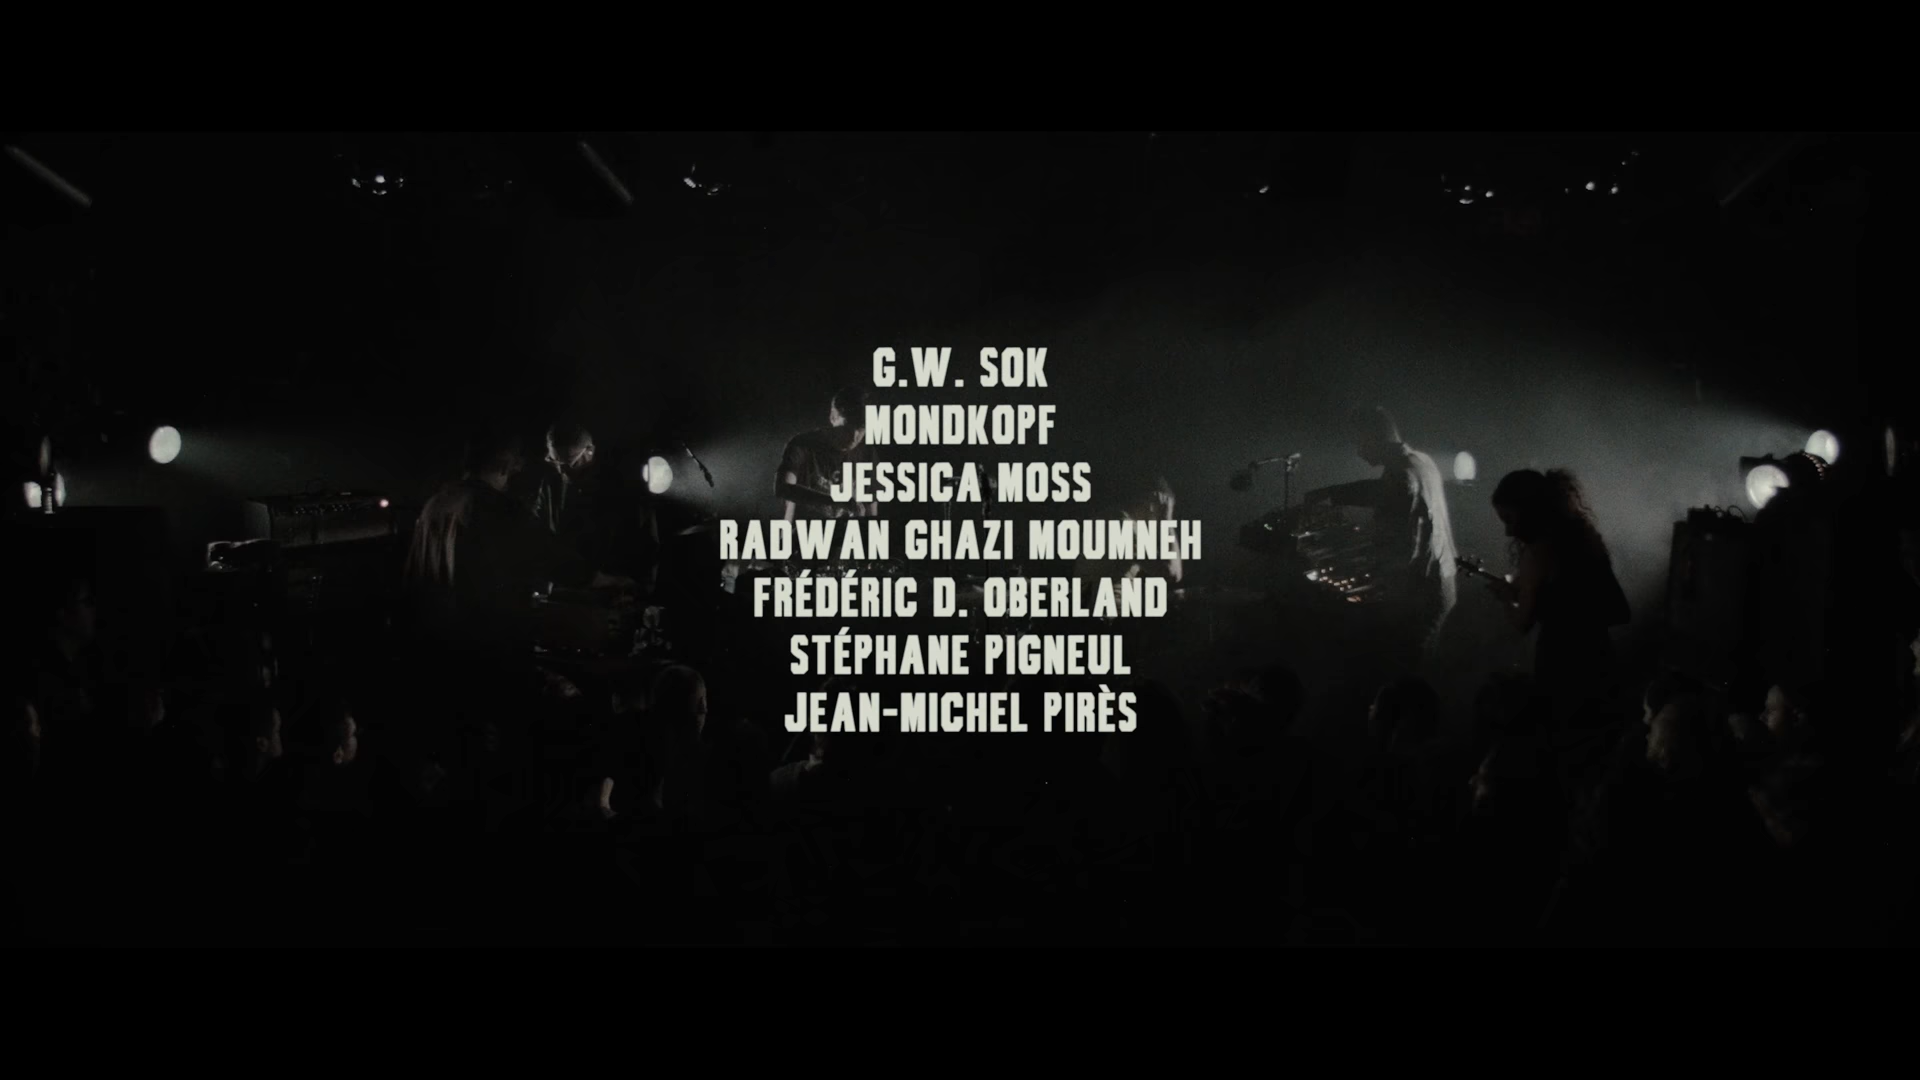 G.W. SOK
MONDKOPF
JESSICA MOSS
RADWAN GHAZI MOUMNEH
FRÉDÉRIC D. OBERLAND
STÉPHANE PIGNEUL
JEAN-MICHEL PIRÈS